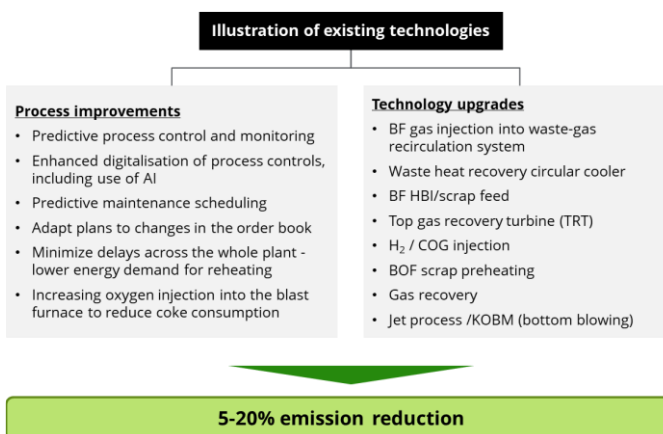 Illustration of existing technologies
Process improvements
• Predictive process control and monitoring
• Enhanced digitalisation of process controls,
including use of AI
• Predictive maintenance scheduling
• Adapt plans to changes in the order book
• Minimize delays across the whole plant -
lower energy demand for reheating
• Increasing oxygen injection into the blast
furnace to reduce coke consumption
Technology upgrades
• BF gas injection into waste-gas
recirculation system
• Waste heat recovery circular cooler
• BF HBI/scrap feed
• Top gas recovery turbine (TRT)
• H₂ / COG injection
• BOF scrap preheating
• Gas recovery
• Jet process /KOBM (bottom blowing)
5-20% emission reduction